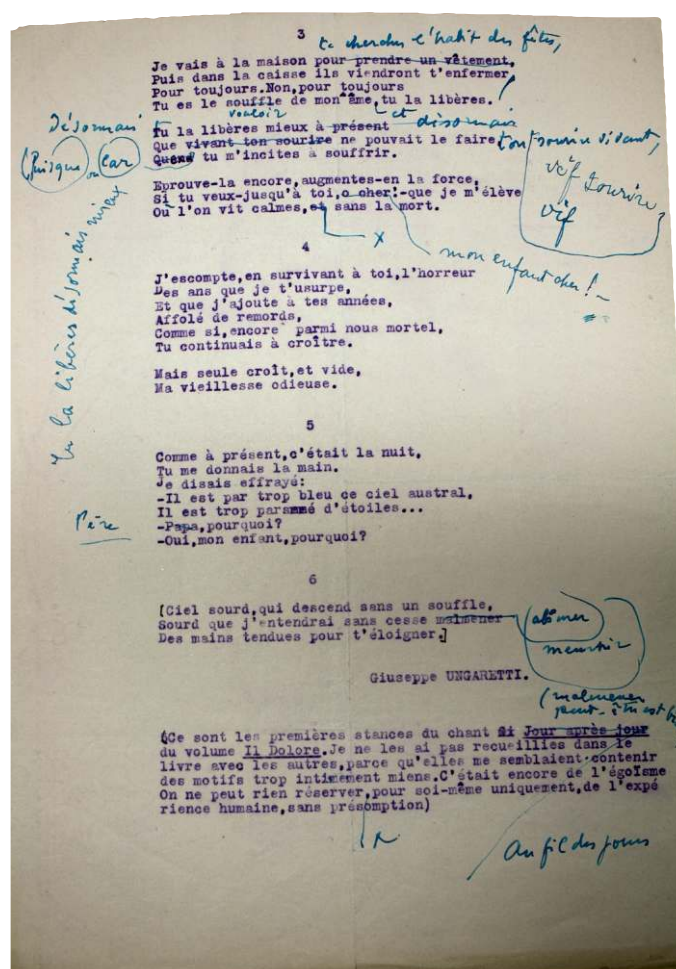 3
te chercher l'habit des fêtes,
Je vais à la maison pour prendre un vêtement,
Puis dans la caisse ils viendront t'enfermer
Pour toujours.Non,pour toujours
Tu es le souffle de mon âme,tu la libères.
Désormais
vouloir
et désormais
Tu la libères mieux à présent
Que vivant ton sourire ne pouvait le faire
ton sourire vivant,
(Puisque ou Car
Quand tu m'incites à souffrir.
vif sourire
vif
Eprouve-la encore,augmentes-en la force,
Si tu veux-jusqu'à toi,o cher!-que je m'élève
Où l'on vit calmes,et sans la mort.
x
mon enfant cher!-
Tu la libères désormais mieux
4
J'escompte,en survivant à toi,l'horreur
Des ans que je t'usurpe,
Et que j'ajoute à tes années,
Affolé de remords,
Comme si,encore parmi nous mortel,
Tu continuais à croître.
Mais seule croît,et vide,
Ma vieillesse odieuse.
5
Comme à présent,c'était la nuit,
Tu me donnais la main.
Je disais effrayé:
-Il est par trop bleu ce ciel austral,
Il est trop parsemé d'étoiles...
Père
-Papa,pourquoi?
-Oui,mon enfant,pourquoi?
6
[Ciel sourd,qui descend sans un souffle,
Sourd que j'entendrai sans cesse malmener
(abîmer
Des mains tendues pour t'éloigner.]
meurtrir
Giuseppe UNGARETTI.
(malmener
peut-être est
(Ce sont les premières stances du chant Jour après jour
du volume Il Dolore.Je ne les ai pas recueillies dans le
livre avec les autres,parce qu'elles me semblaient contenir
des motifs trop intimement miens.C'était encore de l'égoïsme
On ne peut rien réserver,pour soi-même uniquement,de l'expé
rience humaine,sans présomption)
Au fil des jours